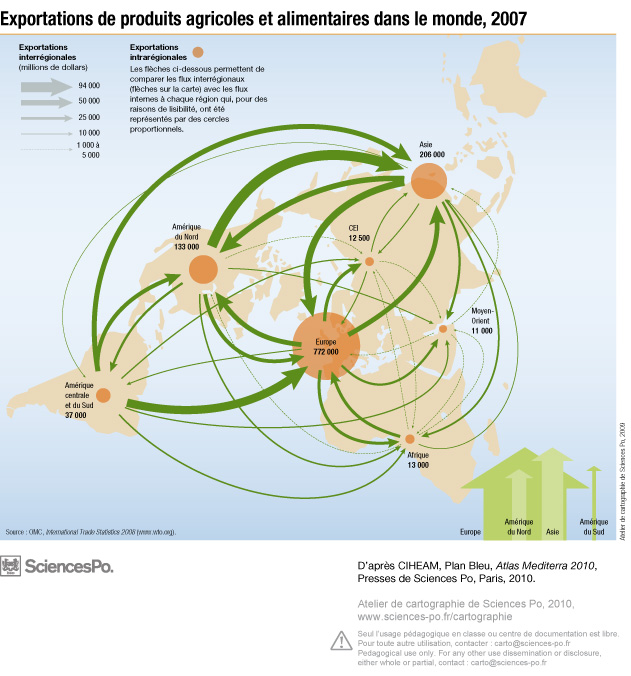 Exportations de produits agricoles et alimentaires dans le monde, 2007
Exportations
interrégionales
(millions de dollars)
94 000
50 000
25 000
10 000
1 000 à
5 000
Exportations
intrarégionales
Les flèches ci-dessous permettent de
comparer les flux interrégionaux
(flèches sur la carte) avec les flux
internes à chaque région qui, pour des
raisons de lisibilité, ont été
représentés par des cercles
proportionnels.
Asie
206 000
Amérique
du Nord
133 000
CEI
12 500
Moyen-
Orient
11 000
Europe
772 000
Amérique
centrale
et du Sud
37 000
Afrique
13 000
Europe
Amérique
du Nord
Asie
Amérique
du Sud
Source : OMC, International Trade Statistics 2008 (www.wto.org).
Atelier de cartographie de Sciences Po, 2009
SciencesPo.
D'après CIHEAM, Plan Bleu, Atlas Mediterra 2010,
Presses de Sciences Po, Paris, 2010.
Atelier de cartographie de Sciences Po, 2010,
www.sciences-po.fr/cartographie
Seul l'usage pédagogique en classe ou centre de documentation est libre.
Pour toute autre utilisation, contacter : carto@sciences-po.fr
Pedagogical use only. For any other use dissemination or disclosure,
either whole or partial, contact : carto@sciences-po.fr